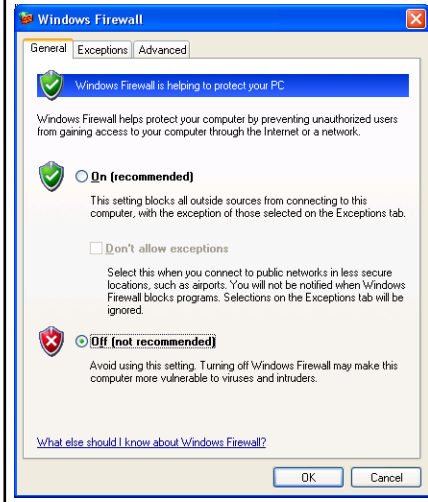 Windows Firewall
General Exceptions Advanced
Windows Firewall is helping to protect your PC
Windows Firewall helps protect your computer by preventing unauthorized users
from gaining access to your computer through the Internet or a network.
On (recommended)
This setting blocks all outside sources from connecting to this
computer, with the exception of those selected on the Exceptions tab.
Don't allow exceptions
Select this when you connect to public networks in less secure
locations, such as airports. You will not be notified when Windows
Firewall blocks programs. Selections on the Exceptions tab will be
ignored.
Off (not recommended)
Avoid using this setting. Turning off Windows Firewall may make this
computer more vulnerable to viruses and intruders.
What else should I know about Windows Firewall?
OK Cancel